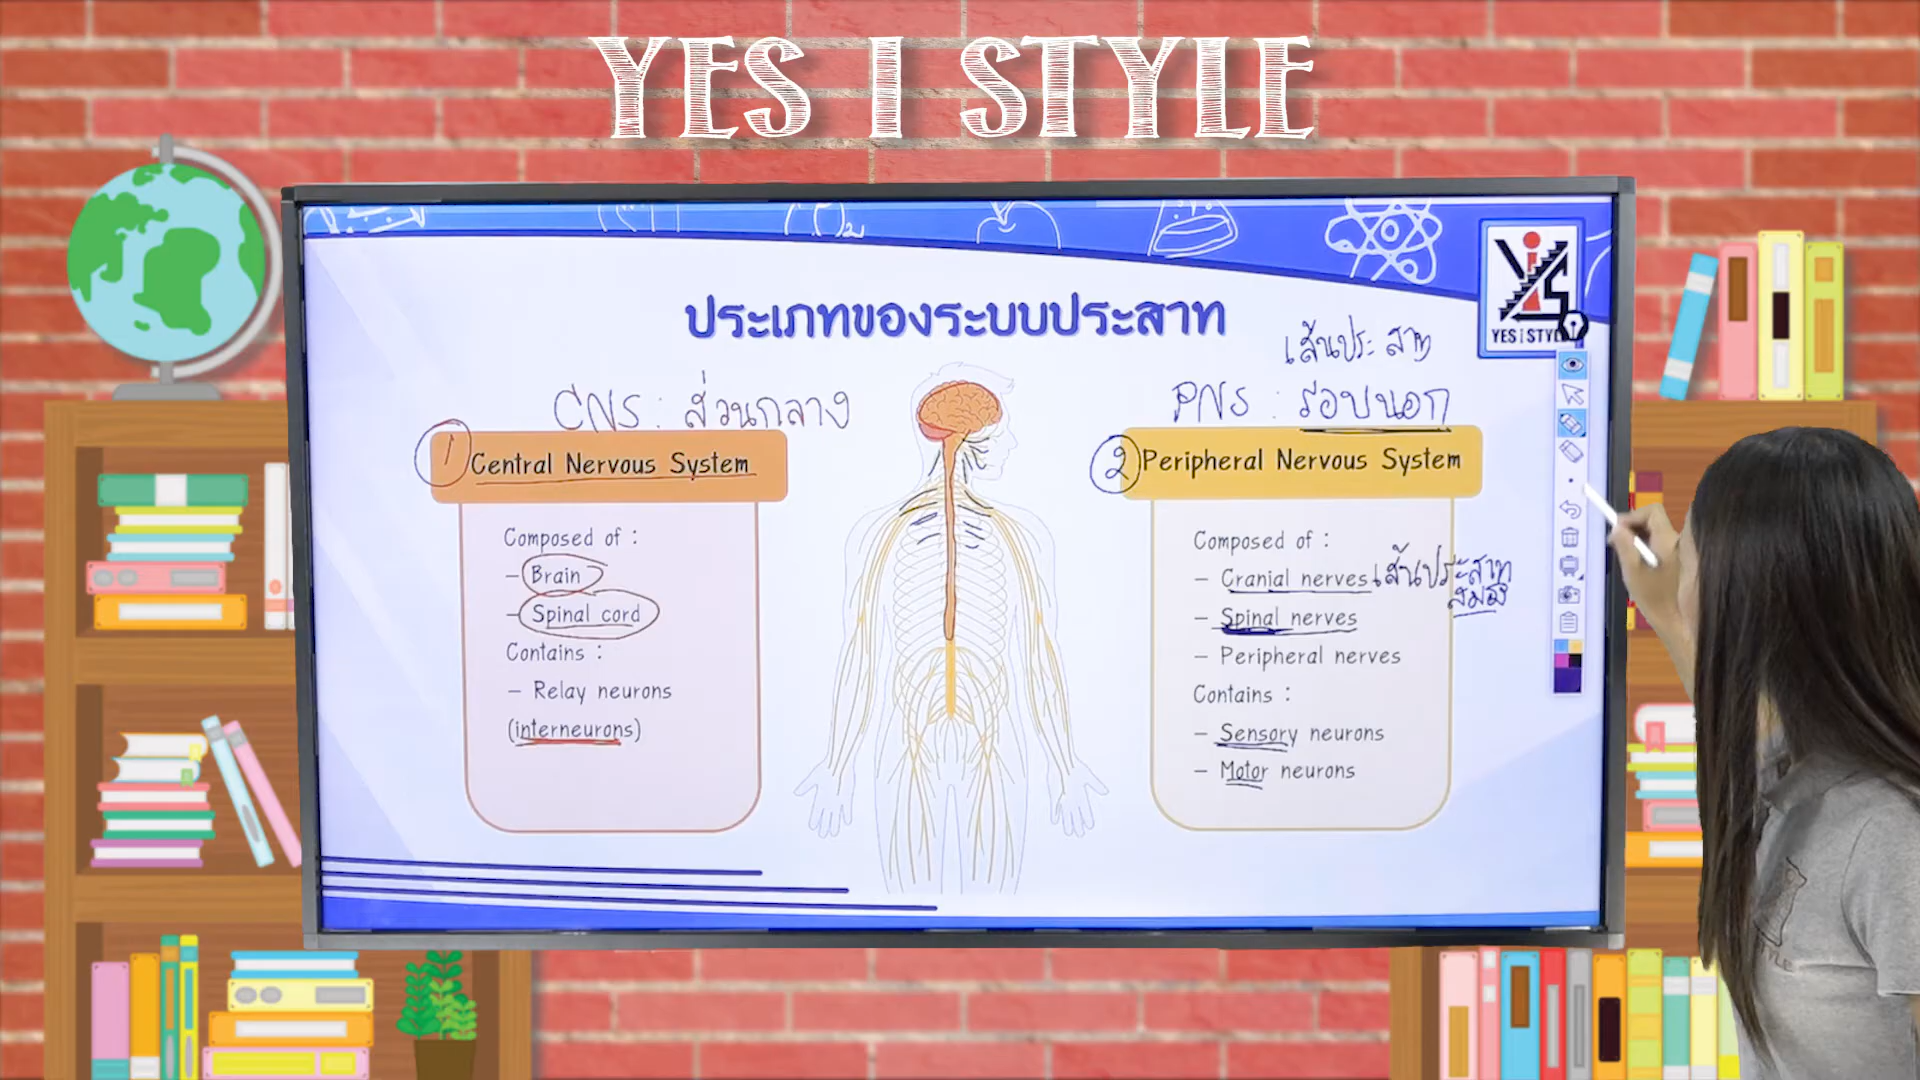 YES I STYLE
YES I STYLE
ประเภทของระบบประสาท
เส้นประสาท
CNS : ส่วนกลาง
PNS : รอบนอก
1 Central Nervous System
Composed of :
– Brain
– Spinal cord
Contains :
– Relay neurons
(interneurons)
2 Peripheral Nervous System
Composed of :
– Cranial nerves เส้นประสาท
สมอง
– Spinal nerves
– Peripheral nerves
Contains :
– Sensory neurons
– Motor neurons